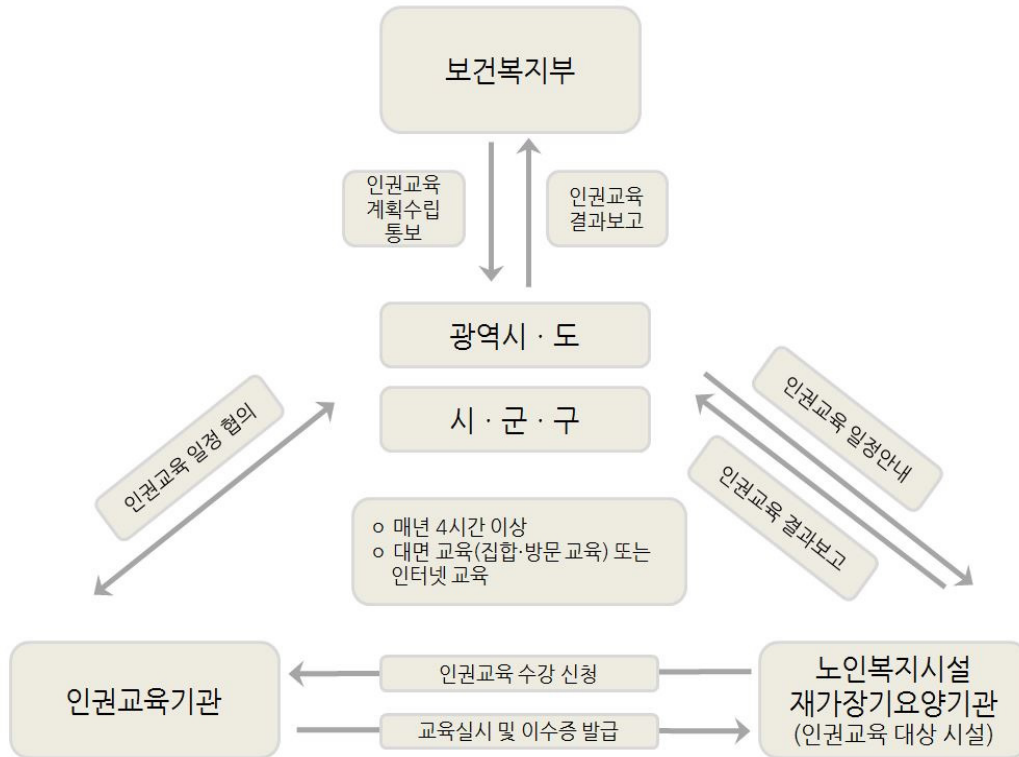 보건복지부
인권교육
계획수립
통보
인권교육
결과보고
광역시 · 도
시 · 군 · 구
인권교육 일정 협의
인권교육 일정안내
인권교육 결과보고
ㅇ 매년 4시간 이상
ㅇ 대면 교육(집합·방문 교육) 또는
인터넷 교육
인권교육기관
인권교육 수강 신청
교육실시 및 이수증 발급
노인복지시설
재가장기요양기관
(인권교육 대상 시설)